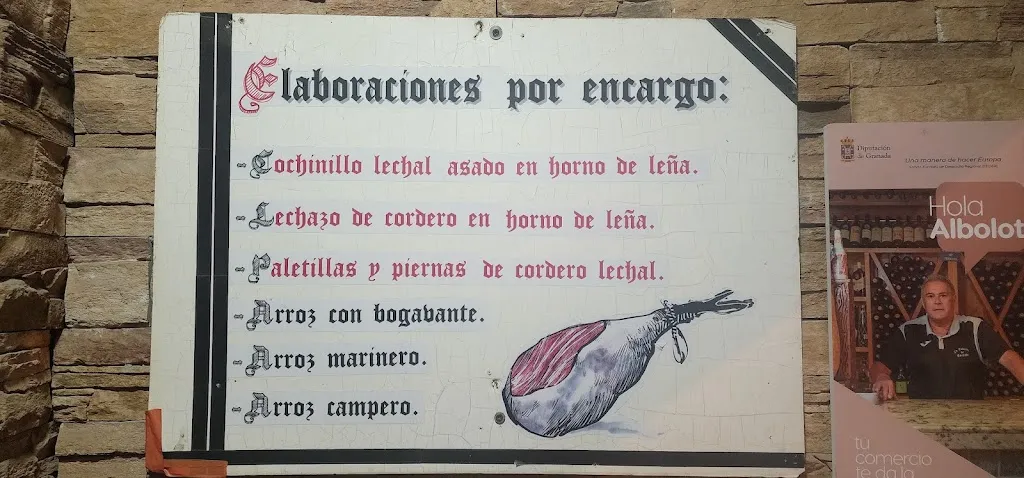 Elaboraciones por encargo:
- Cochinillo lechal asado en horno de leña.
- Lechazo de cordero en horno de leña.
- Paletillas y piernas de cordero lechal.
- Arroz con bogavante.
- Arroz marinero.
- Arroz campero.
Diputación
de Granada
Una manera de hacer Europa
Hola
Albolot
tu
comercio
te da la